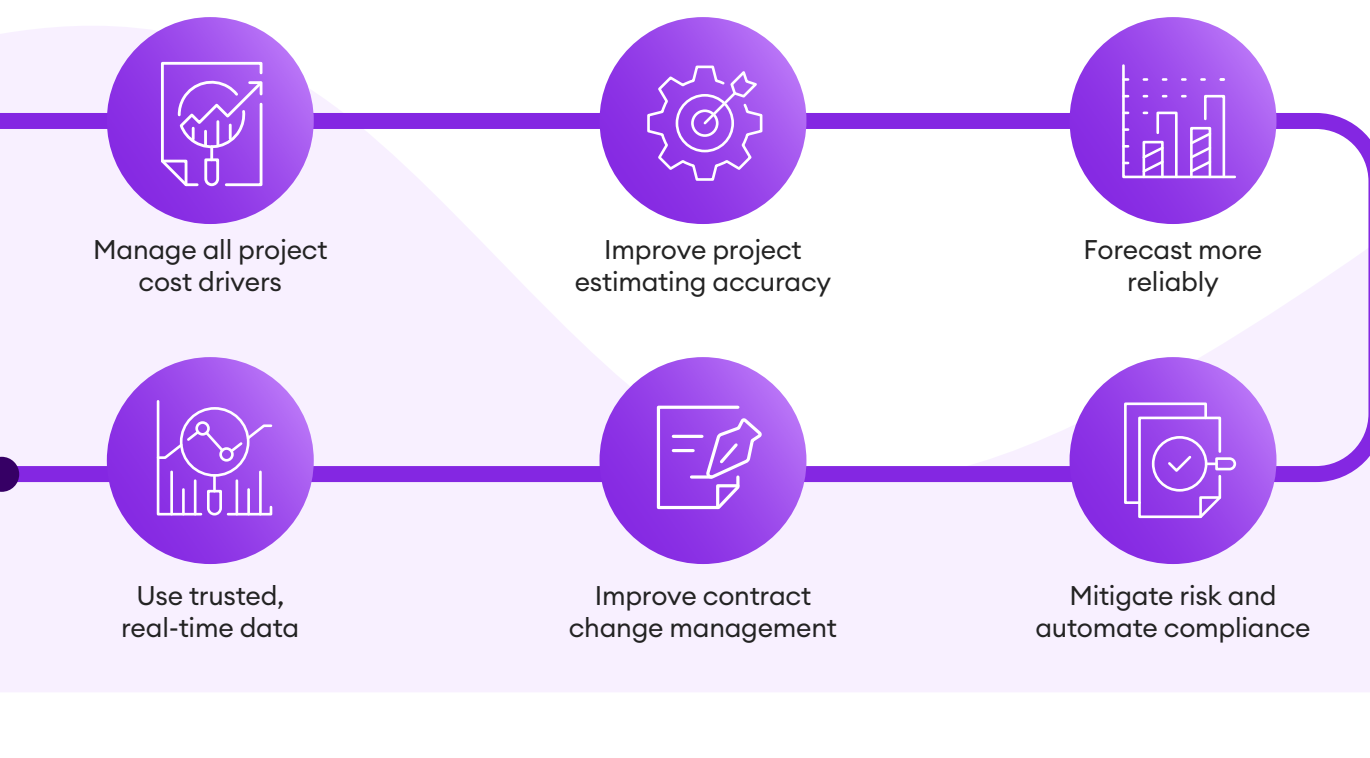 Manage all project
cost drivers
Improve project
estimating accuracy
Forecast more
reliably
Use trusted,
real-time data
Improve contract
change management
Mitigate risk and
automate compliance